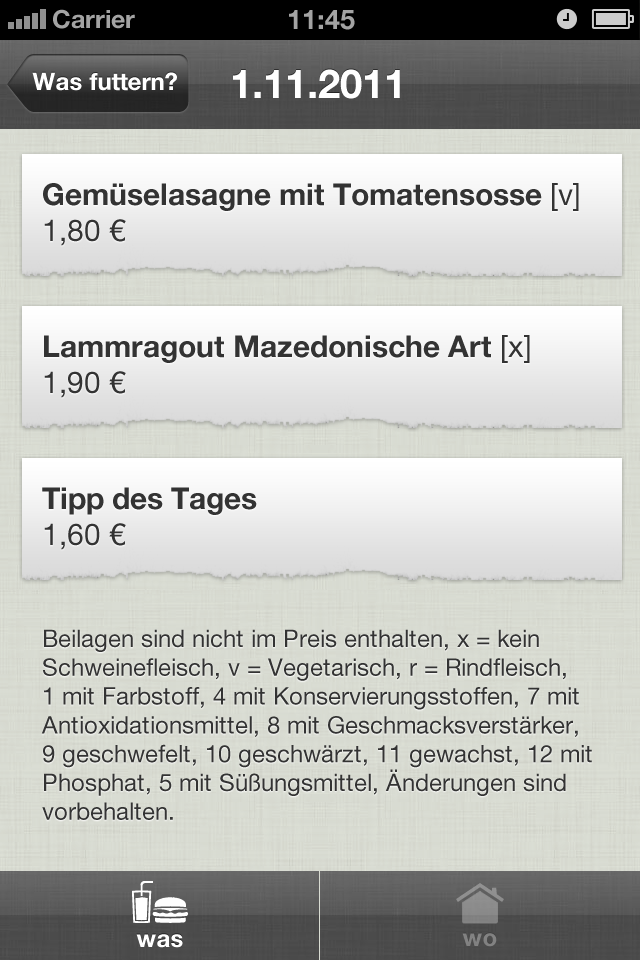 Carrier 11:45
Was futtern? 1.11.2011
Gemüselasagne mit Tomatensosse [v]
1,80 €
Lammragout Mazedonische Art [x]
1,90 €
Tipp des Tages
1,60 €
Beilagen sind nicht im Preis enthalten, x = kein
Schweinefleisch, v = Vegetarisch, r = Rindfleisch,
1 mit Farbstoff, 4 mit Konservierungsstoffen, 7 mit
Antioxidationsmittel, 8 mit Geschmacksverstärker,
9 geschwefelt, 10 geschwärzt, 11 gewachst, 12 mit
Phosphat, 5 mit Süßungsmittel, Änderungen sind
vorbehalten.
was wo